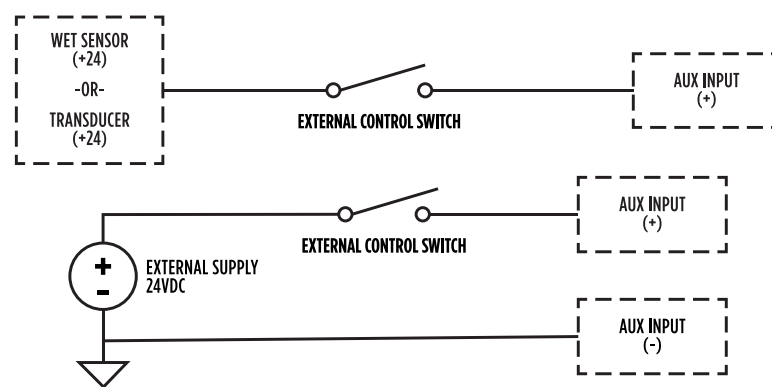 WET SENSOR
(+24)
-OR-
TRANSDUCER
(+24)
EXTERNAL CONTROL SWITCH
AUX INPUT
(+)
EXTERNAL CONTROL SWITCH
AUX INPUT
(+)
+
-
EXTERNAL SUPPLY
24VDC
AUX INPUT
(-)